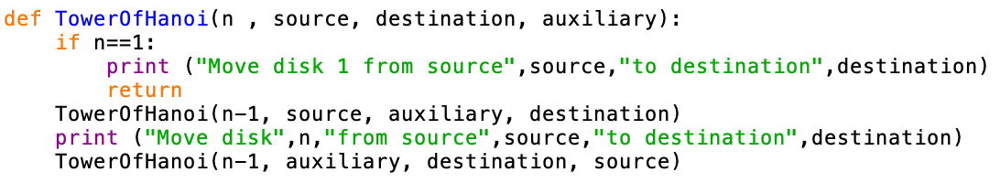 def TowerOfHanoi(n , source, destination, auxiliary):
    if n==1:
        print ("Move disk 1 from source",source,"to destination",destination)
        return
    TowerOfHanoi(n-1, source, auxiliary, destination)
    print ("Move disk",n,"from source",source,"to destination",destination)
    TowerOfHanoi(n-1, auxiliary, destination, source)